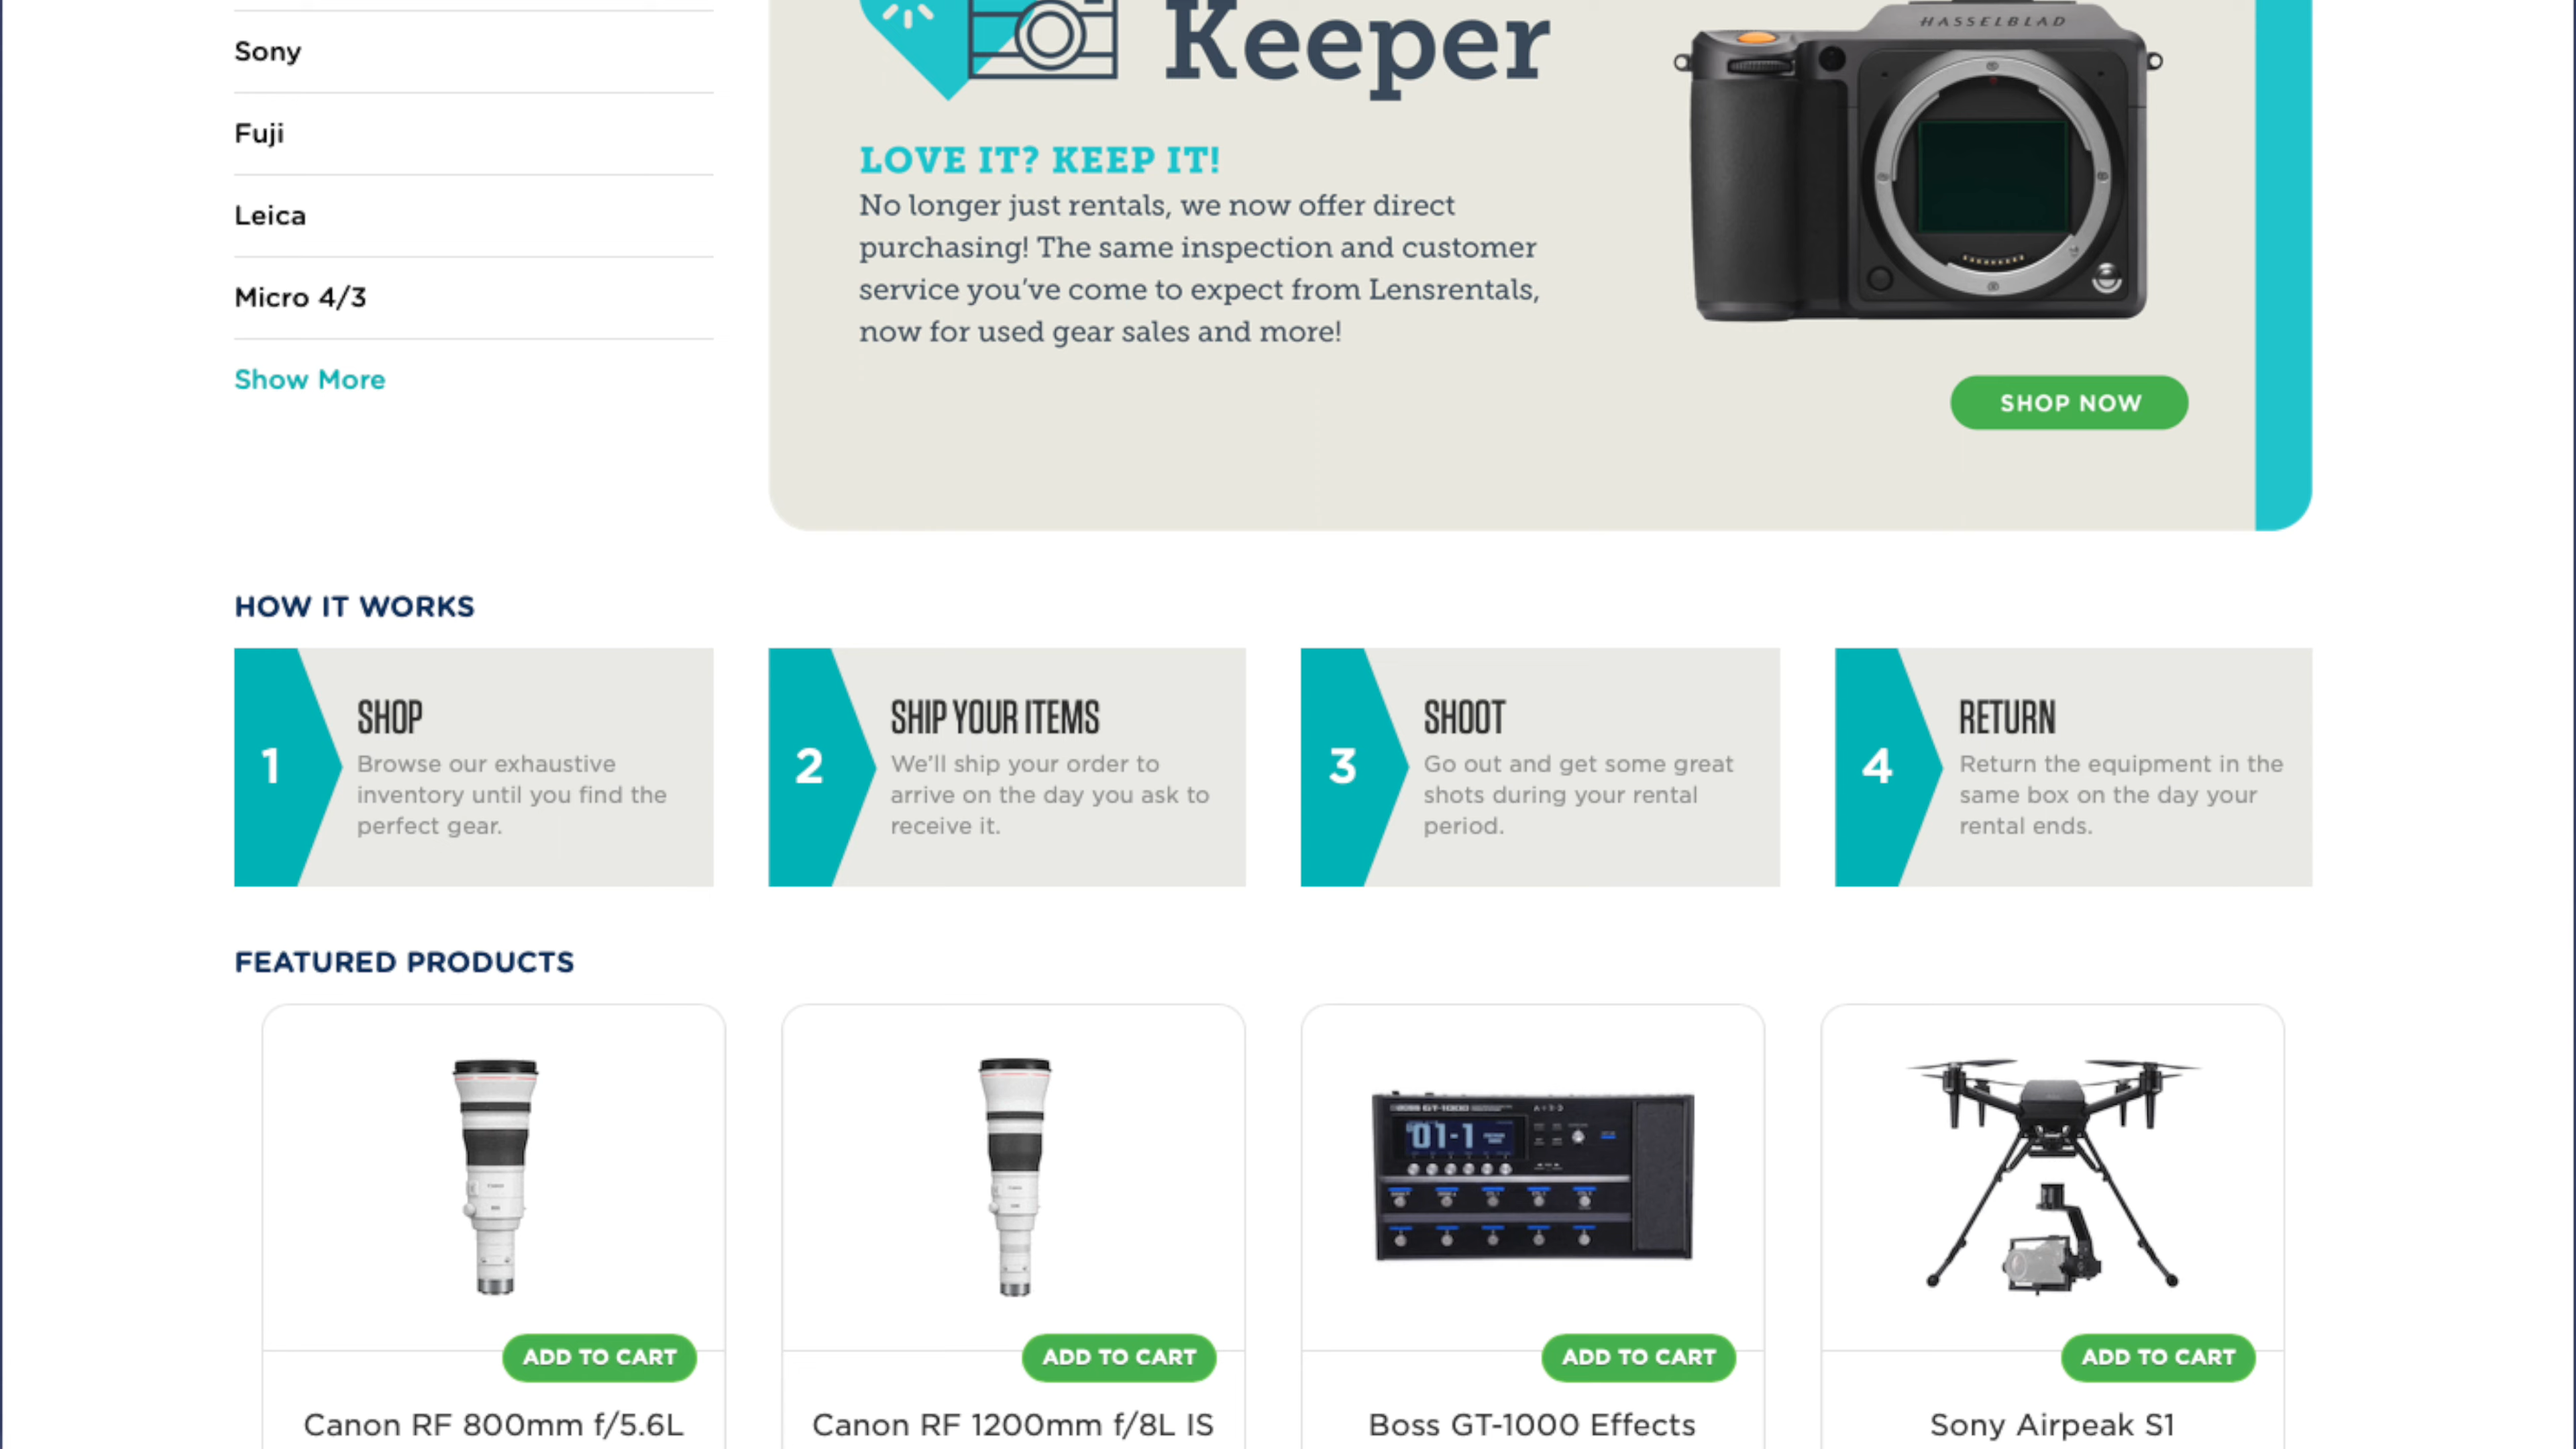 Sony
Fuji
Leica
Micro 4/3
Show More
Keeper
LOVE IT? KEEP IT!
No longer just rentals, we now offer direct
purchasing! The same inspection and customer
service you've come to expect from Lensrentals,
now for used gear sales and more!
HASSELBLAD
SHOP NOW
HOW IT WORKS
1
SHOP
Browse our exhaustive
inventory until you find the
perfect gear.
2
SHIP YOUR ITEMS
We'll ship your order to
arrive on the day you ask to
receive it.
3
SHOOT
Go out and get some great
shots during your rental
period.
4
RETURN
Return the equipment in the
same box on the day your
rental ends.
FEATURED PRODUCTS
BOSS GT-1000
01-1
ADD TO CART
ADD TO CART
ADD TO CART
ADD TO CART
Canon RF 800mm f/5.6L
Canon RF 1200mm f/8L IS
Boss GT-1000 Effects
Sony Airpeak S1